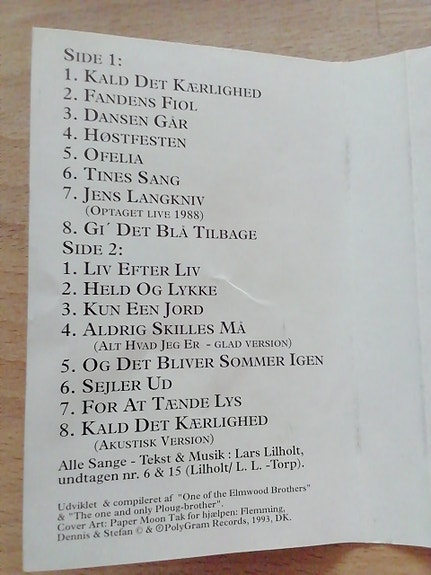 SIDE 1:
1. KALD DET KÆRLIGHED
2. FANDENS FIOL
3. DANSEN GÅR
4. HØSTFESTEN
5. OFELIA
6. TINES SANG
7. JENS LANGKNIV
(OPTAGET LIVE 1988)
8. GI´ DET BLÅ TILBAGE
SIDE 2:
1. LIV EFTER LIV
2. HELD OG LYKKE
3. KUN EEN JORD
4. ALDRIG SKILLES MÅ
(ALT HVAD JEG ER - GLAD VERSION)
5. OG DET BLIVER SOMMER IGEN
6. SEJLER UD
7. FOR AT TÆNDE LYS
8. KALD DET KÆRLIGHED
(AKUSTISK VERSION)
Alle Sange - Tekst & Musik : Lars Lilholt,
undtagen nr. 6 & 15 (Lilholt/ L. L. -Torp).
Udviklet & compileret af "One of the Elmwood Brothers"
& "The one and only Ploug-brother".
Cover Art: Paper Moon Tak for hjælpen: Flemming,
Dennis & Stefan © & ℗PolyGram Records, 1993, DK.